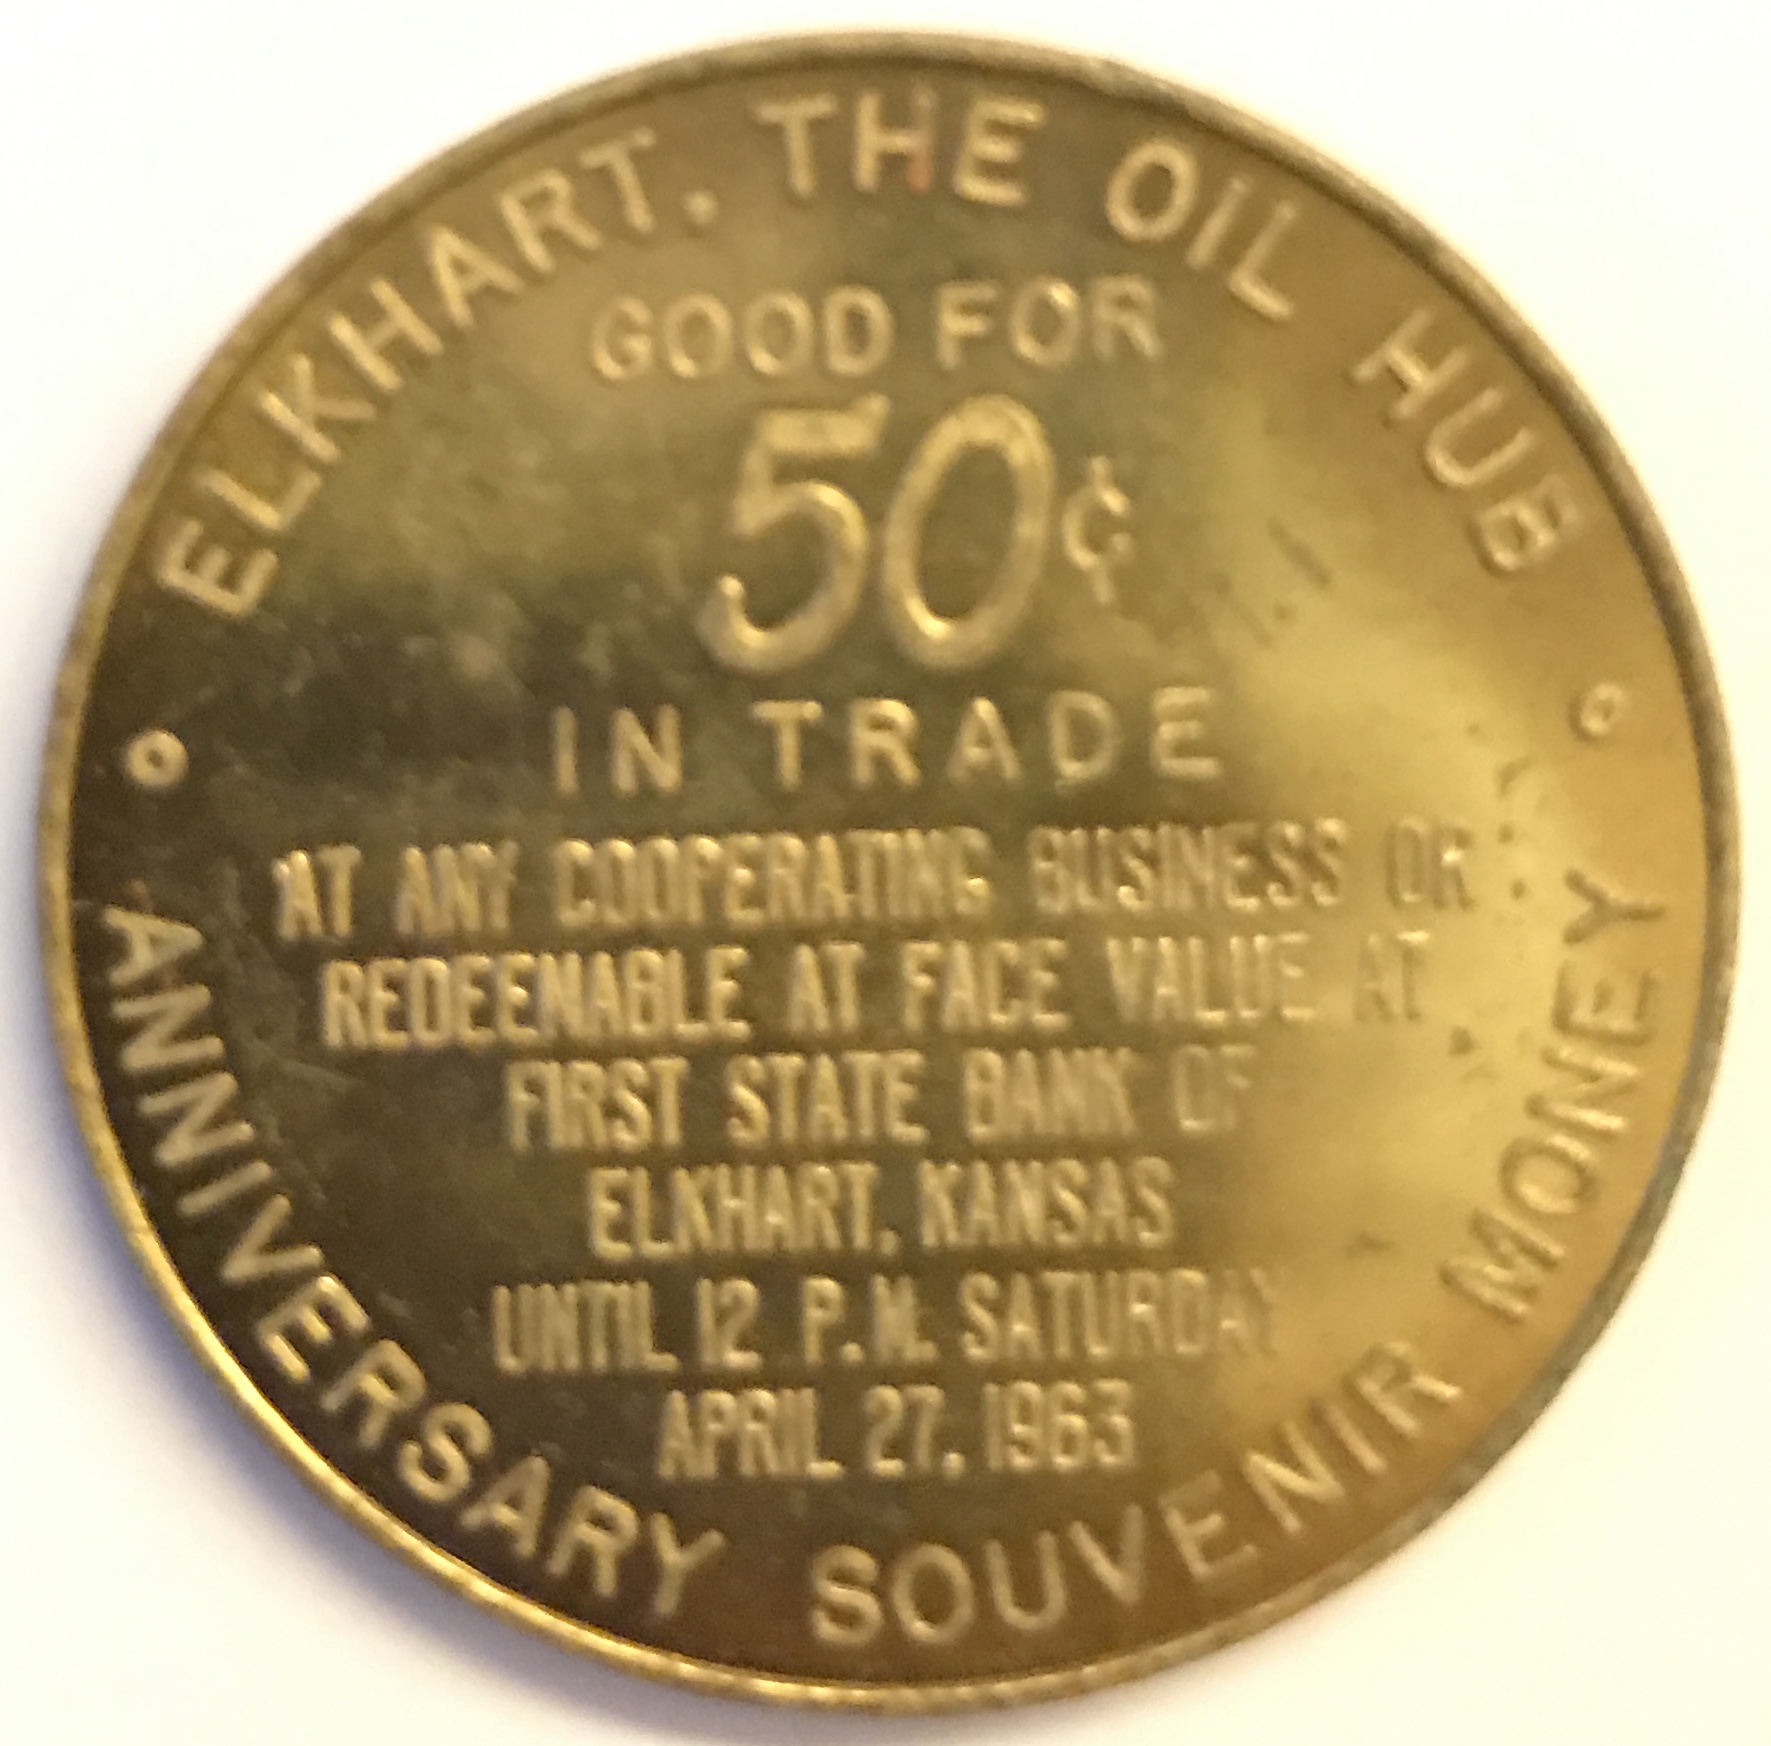 ELKHART, THE OIL HUB
GOOD FOR
50¢
IN TRADE
AT ANY COOPERATING BUSINESS OR
REDEEMABLE AT FACE VALUE AT
FIRST STATE BANK OF
ELKHART, KANSAS
UNTIL 12 P.M. SATURDAY
APRIL 27, 1963
ANNIVERSARY SOUVENIR MONEY